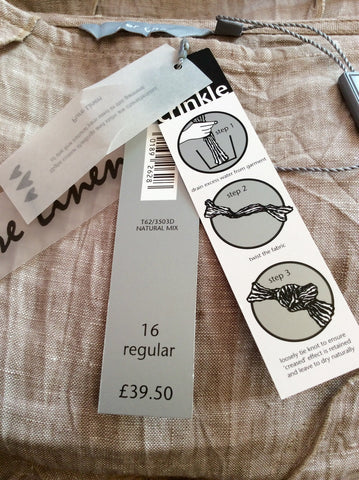 crinkle
step 1
drain excess water from garment
step 2
twist the fabric
step 3
loosely tie knot to ensure
'creased' effect is retained
and leave to dry naturally
0189 2628
T62/3503D
NATURAL MIX
16
regular
£39.50
linen